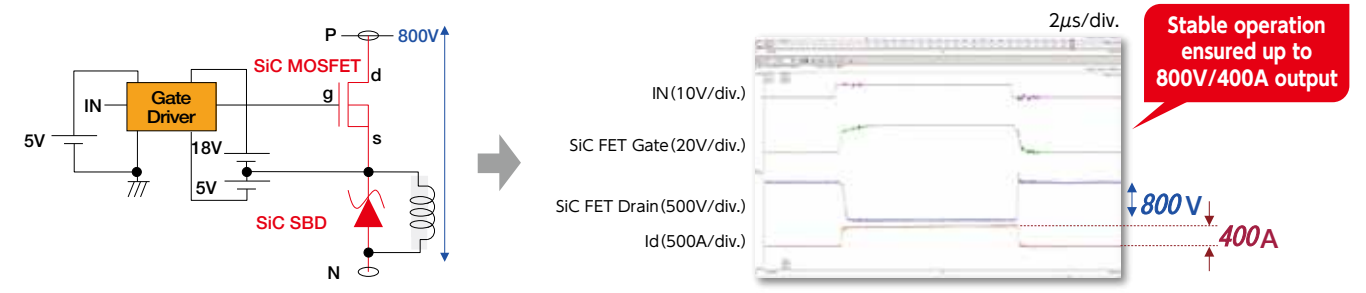 P
800V
SiC MOSFET
d
g
s
IN
Gate
Driver
5V
18V
5V
SiC SBD
N
2μs/div.
IN(10V/div.)
SiC FET Gate(20V/div.)
SiC FET Drain(500V/div.)
Id(500A/div.)
800V
400A
Stable operation
ensured up to
800V/400A output